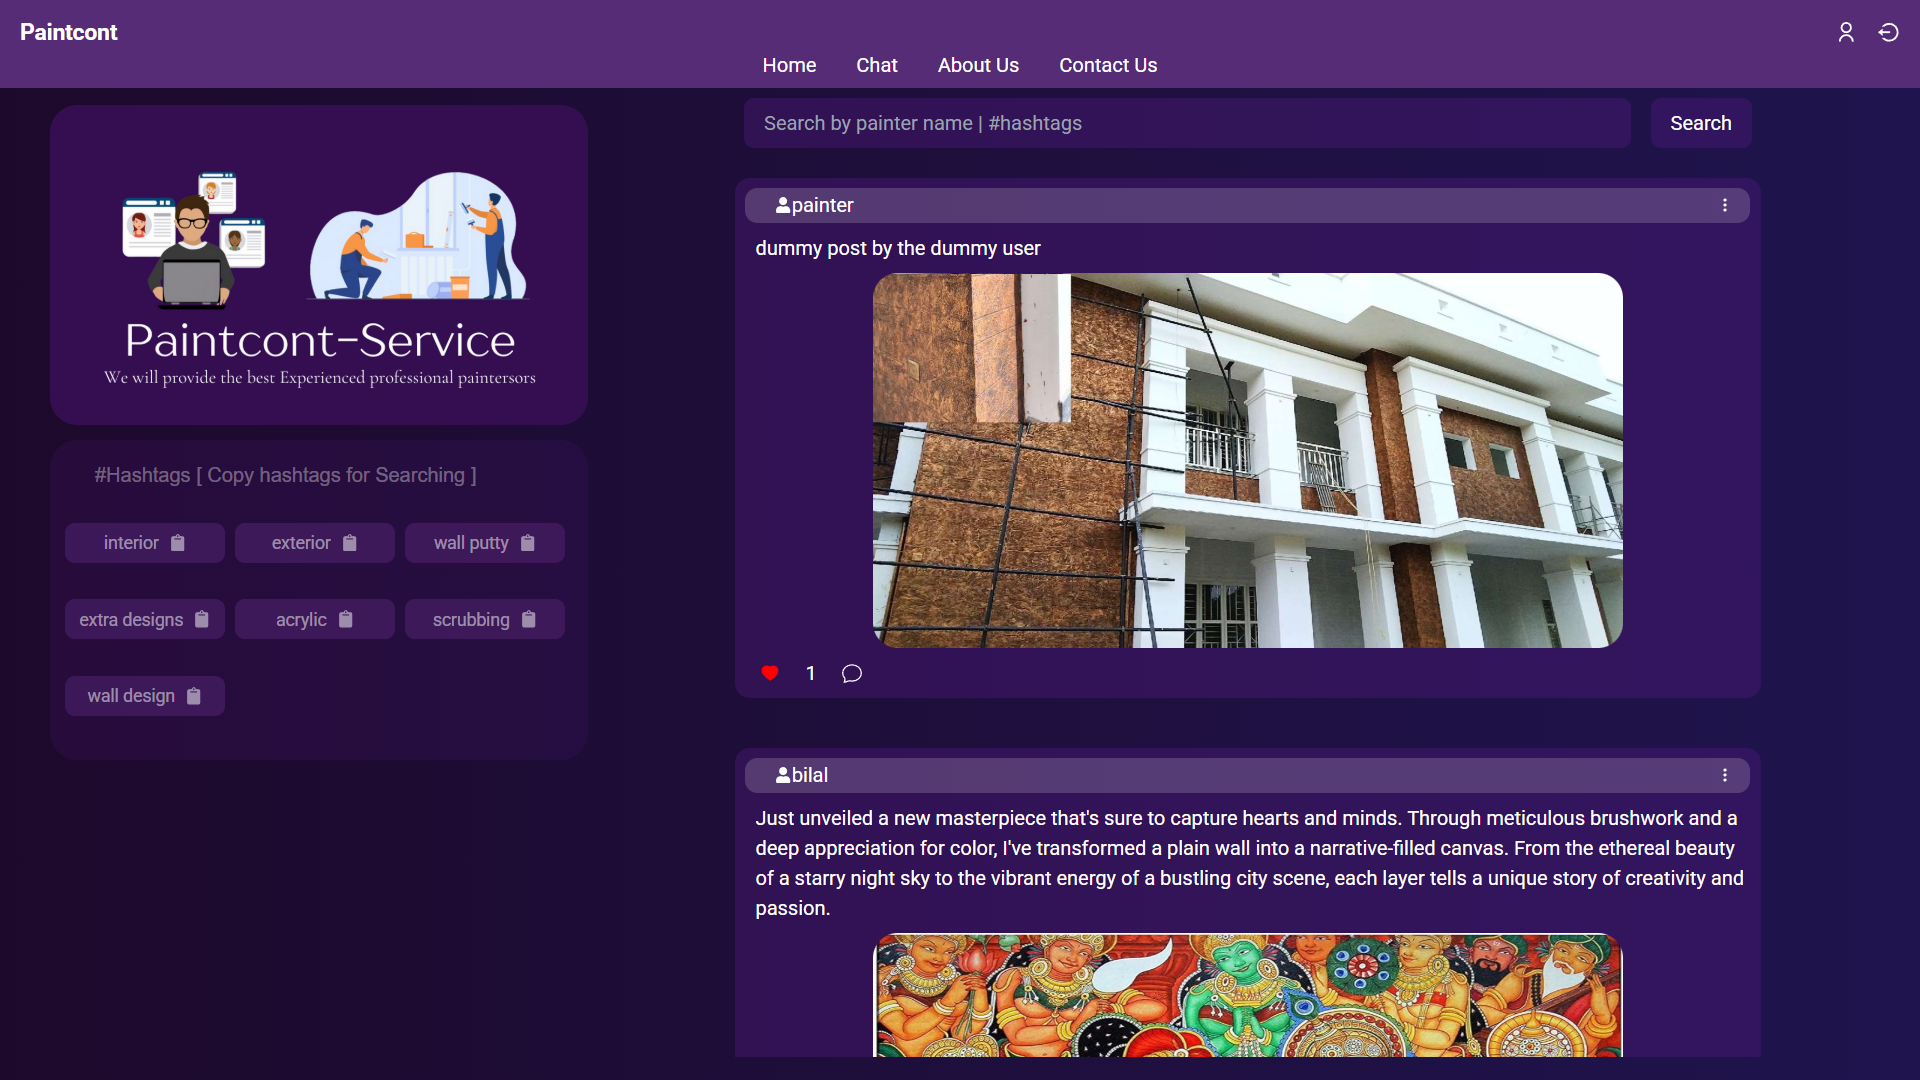 Paintcont
Home
Chat
About Us
Contact Us
Search by painter name | #hashtags
Search
Paintcont-Service
We will provide the best Experienced professional paintersors
#Hashtags [ Copy hashtags for Searching ]
interior
exterior
wall putty
extra designs
acrylic
scrubbing
wall design
painter
dummy post by the dummy user
1
bilal
Just unveiled a new masterpiece that's sure to capture hearts and minds. Through meticulous brushwork and a
deep appreciation for color, I've transformed a plain wall into a narrative-filled canvas. From the ethereal beauty
of a starry night sky to the vibrant energy of a bustling city scene, each layer tells a unique story of creativity and
passion.